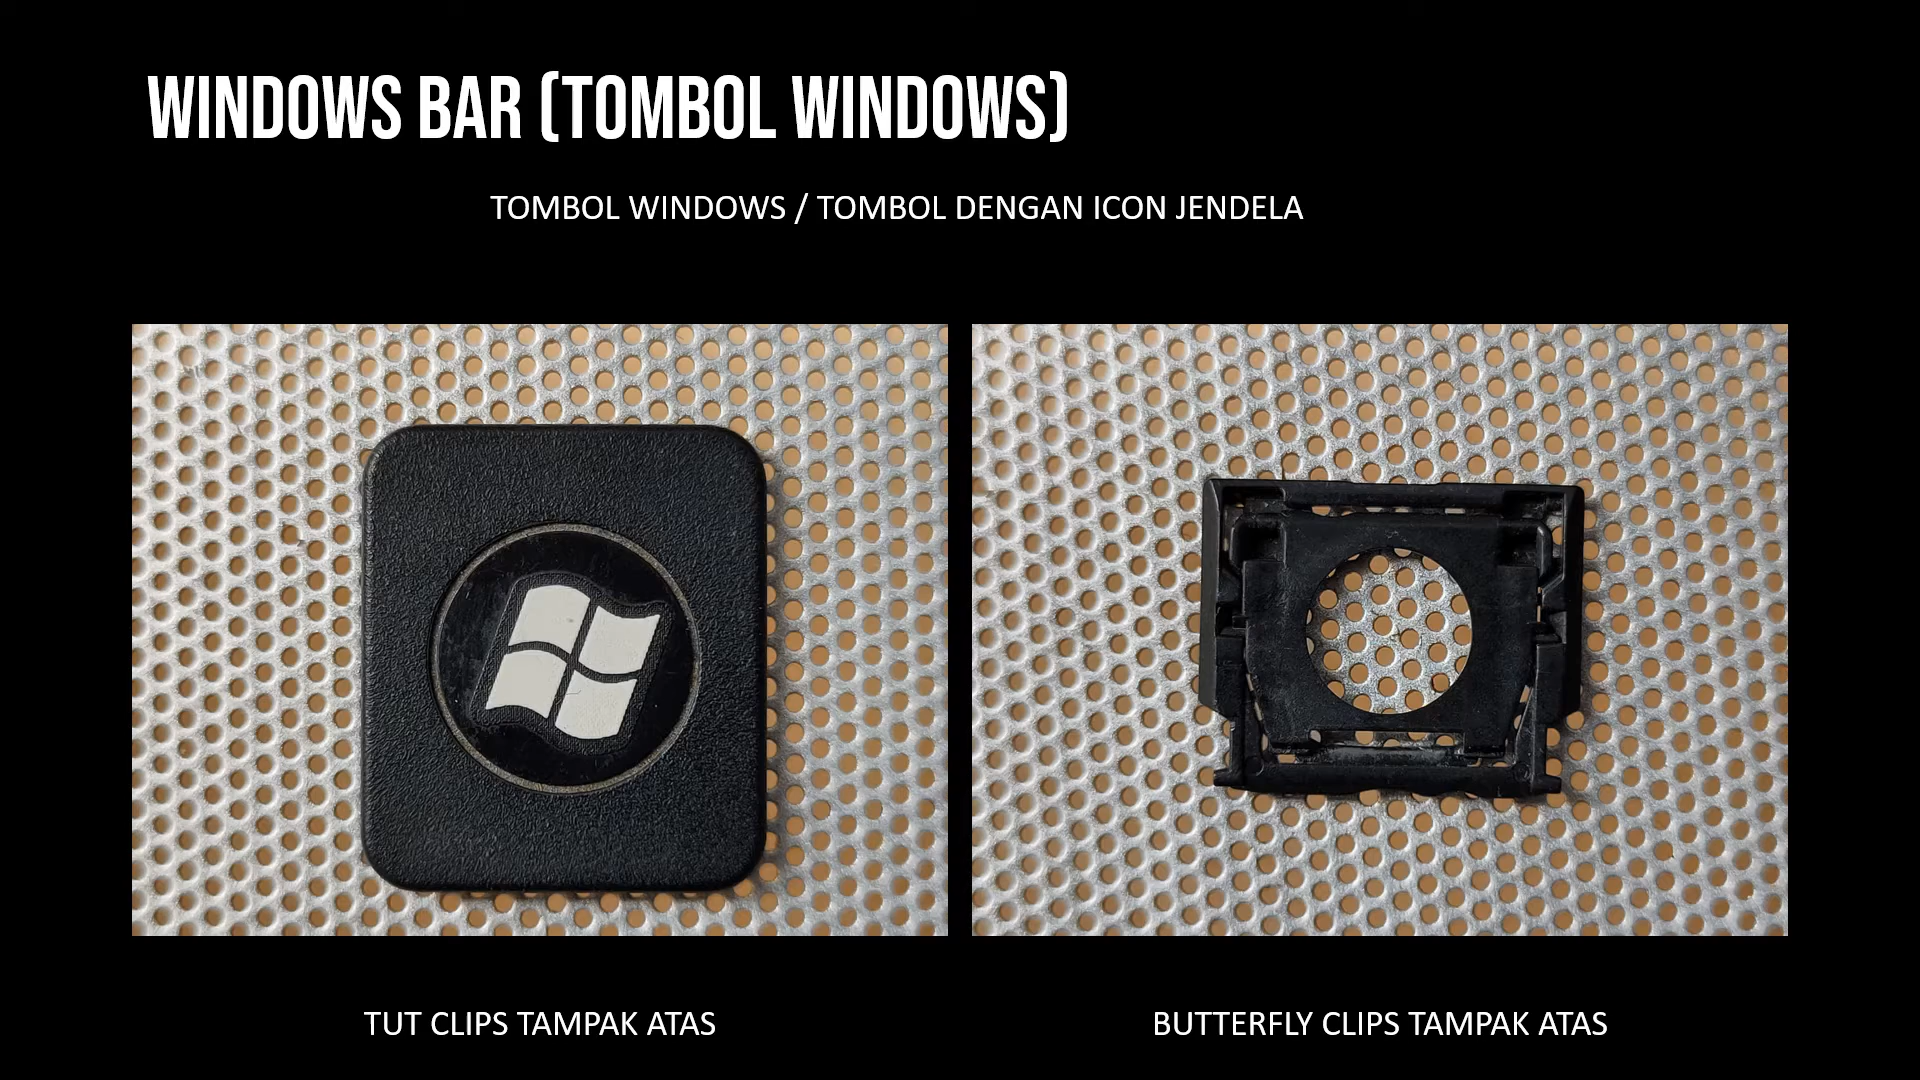 WINDOWS BAR (TOMBOL WINDOWS)
TOMBOL WINDOWS / TOMBOL DENGAN ICON JENDELA
TUT CLIPS TAMPAK ATAS
BUTTERFLY CLIPS TAMPAK ATAS